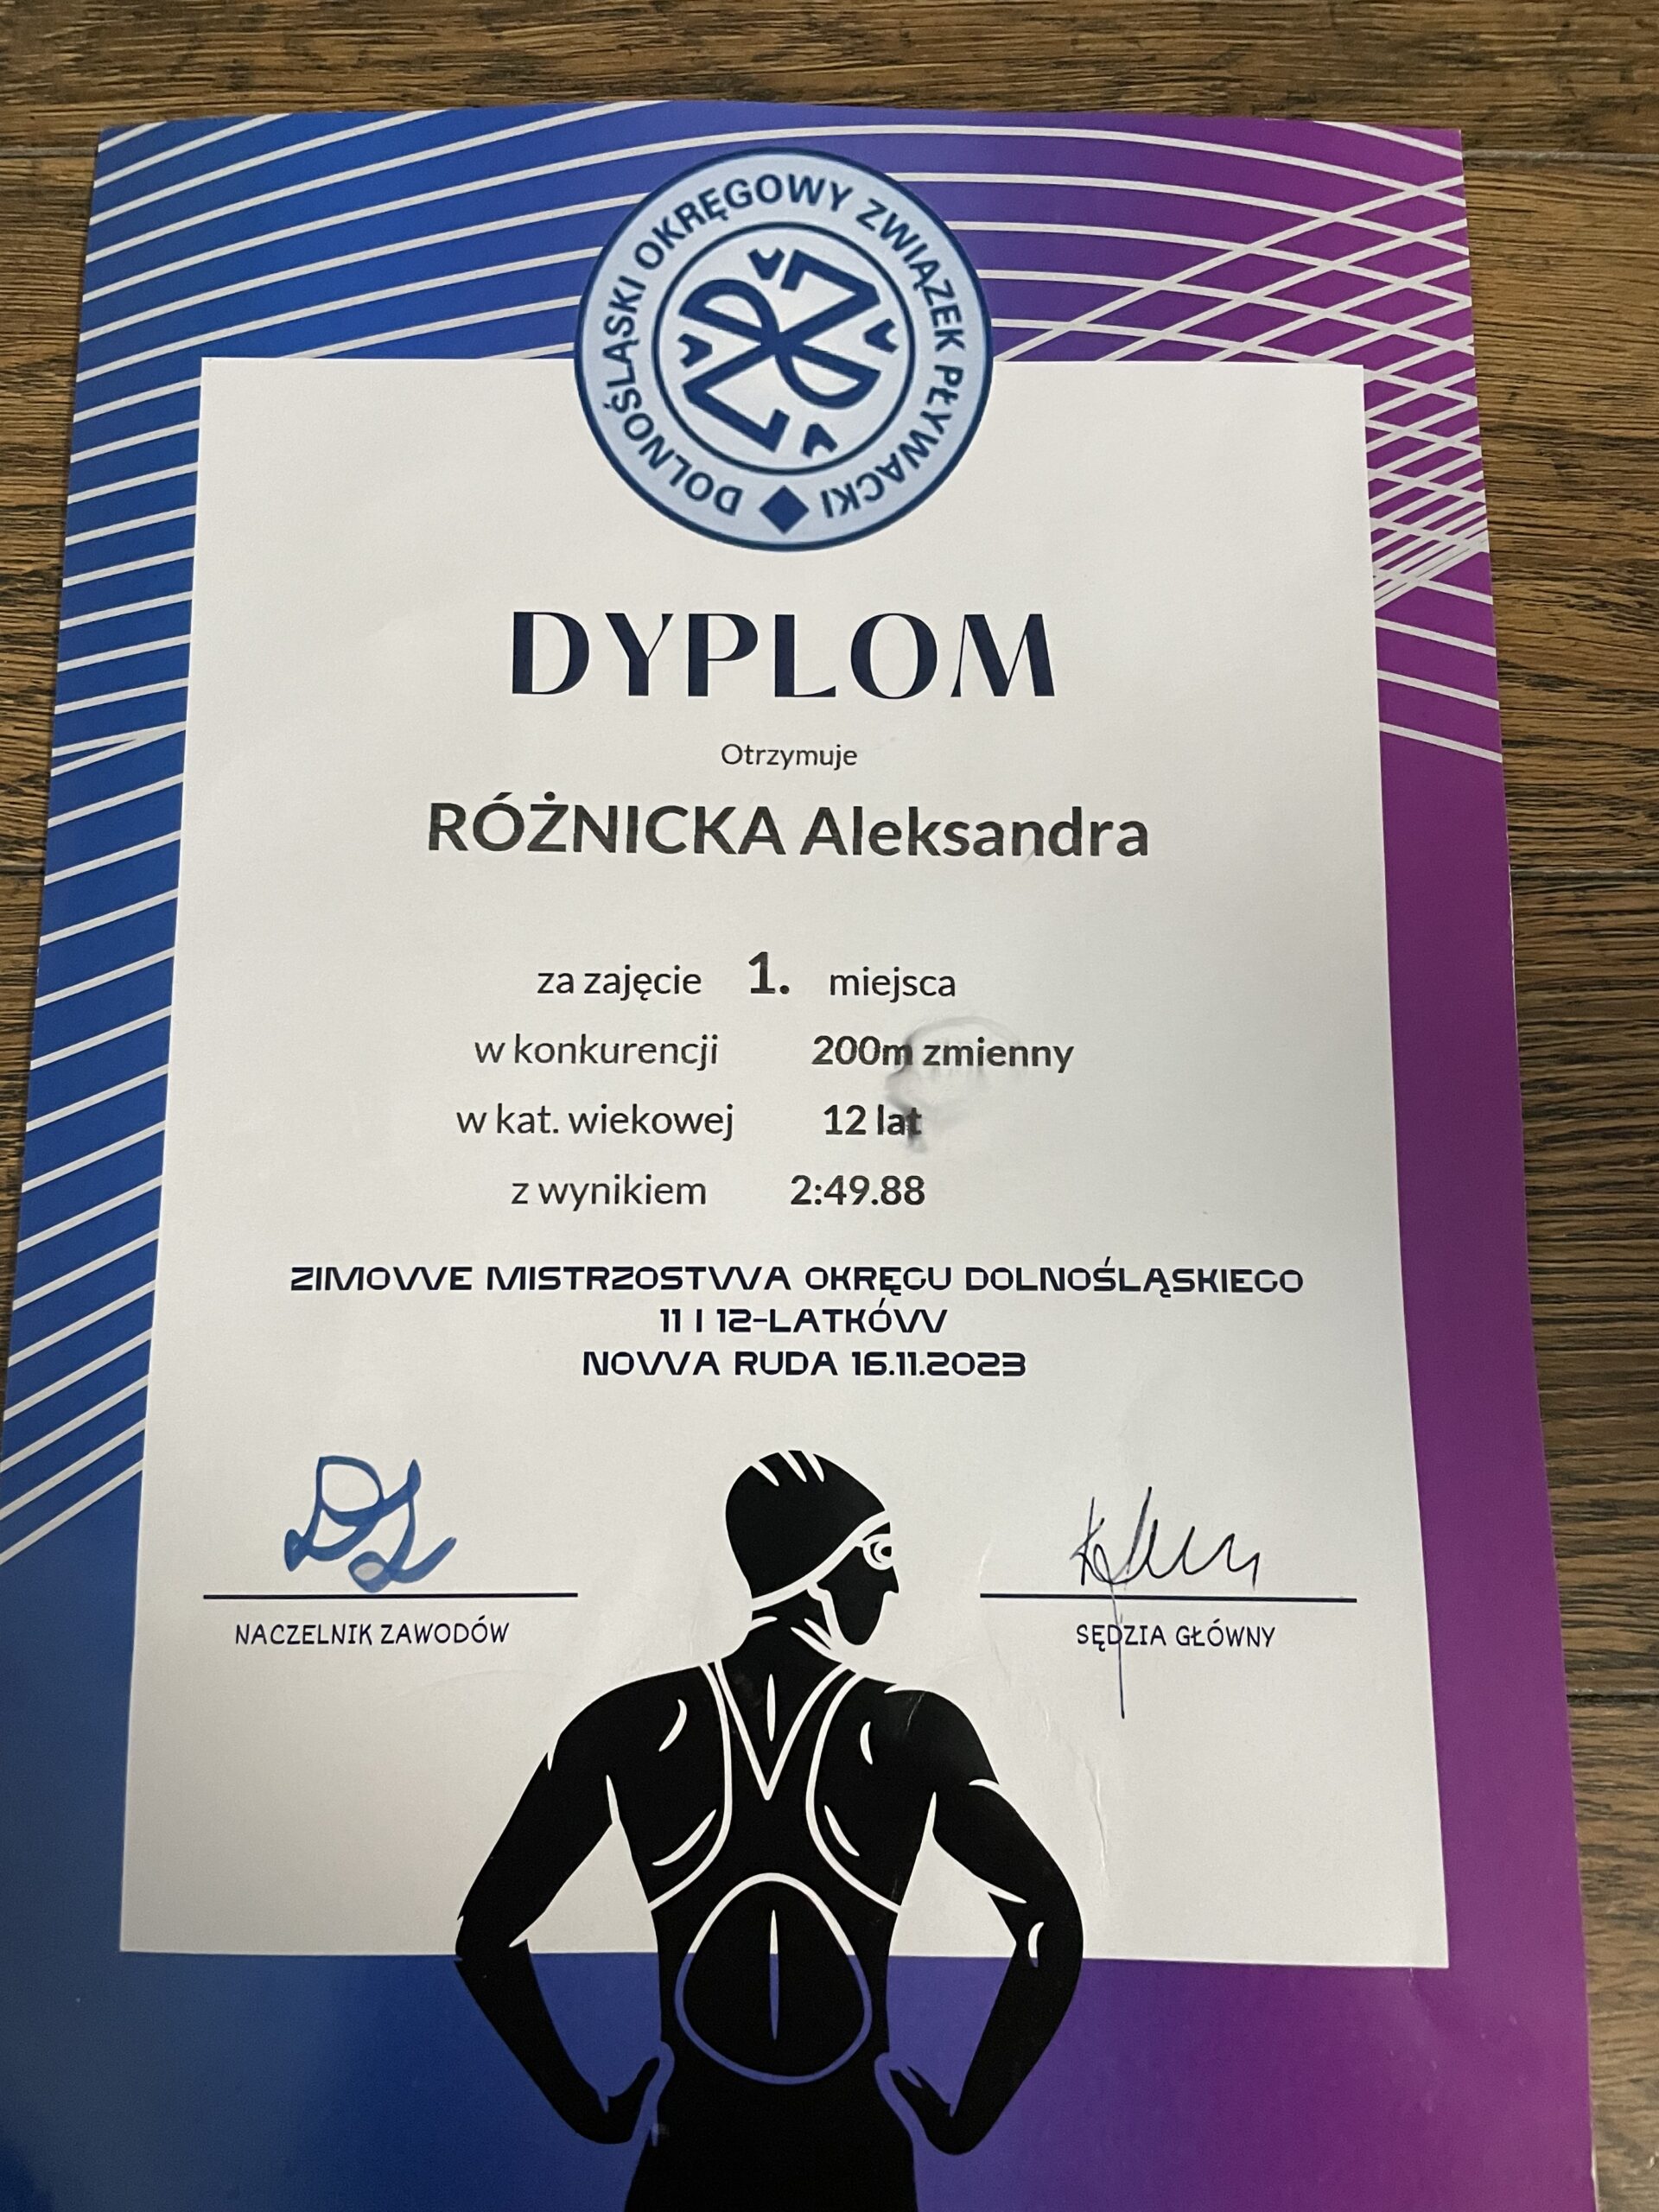 DOLNOŚLĄSKI OKRĘGOWY ZWIĄZEK PŁYWACKI
DYPLOM
Otrzymuje
RÓŻNICKA Aleksandra
za zajęcie 1. miejsca
w konkurencji 200m zmienny
w kat. wiekowej 12 lat
z wynikiem 2:49.88
ZIMOWE MISTRZOSTWA OKRĘGU DOLNOŚLĄSKIEGO
11 I 12-LATKÓW
NOWA RUDA 16.11.2023
NACZELNIK ZAWODÓW
SĘDZIA GŁÓWNY